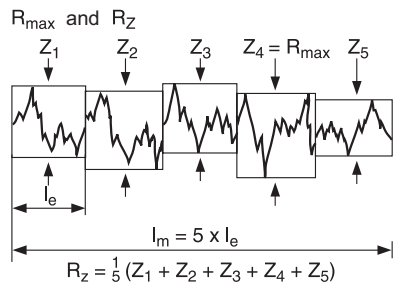 Rmax and RZ
Z1 Z2 Z3 Z4 = Rmax Z5
le
lm = 5 x le
Rz = 1/5 (Z1 + Z2 + Z3 + Z4 + Z5)